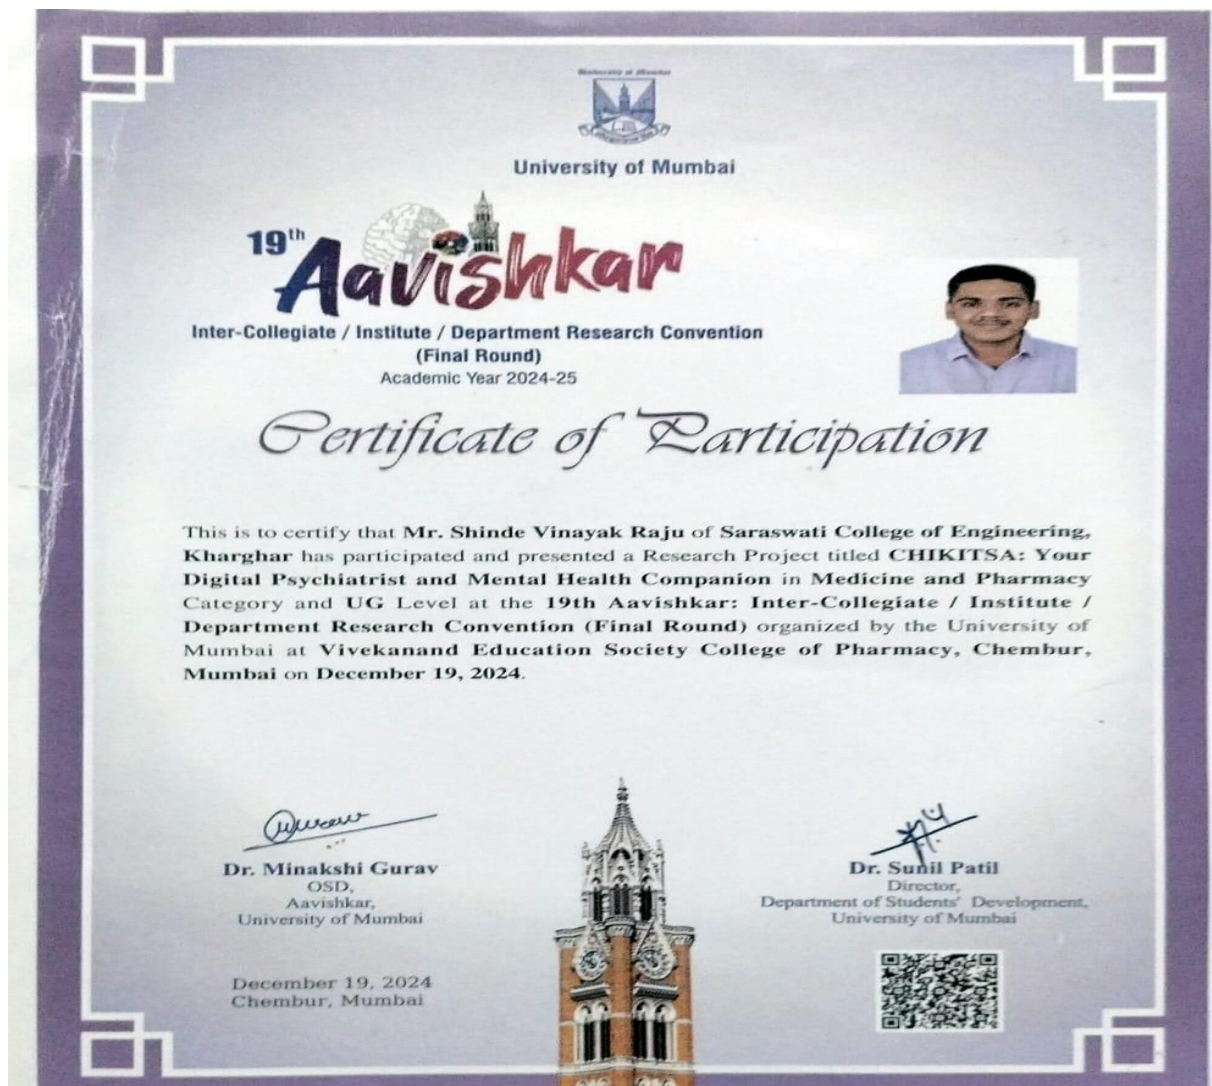 University of Mumbai
University of Mumbai
19th Aavishkar
Inter-Collegiate / Institute / Department Research Convention
(Final Round)
Academic Year 2024-25
Certificate of Participation
This is to certify that Mr. Shinde Vinayak Raju of Saraswati College of Engineering,
Kharghar has participated and presented a Research Project titled CHIKITSA: Your
Digital Psychiatrist and Mental Health Companion in Medicine and Pharmacy
Category and UG Level at the 19th Aavishkar: Inter-Collegiate / Institute /
Department Research Convention (Final Round) organized by the University of
Mumbai at Vivekanand Education Society College of Pharmacy, Chembur,
Mumbai on December 19, 2024.
Dr. Minakshi Gurav
OSD,
Aavishkar,
University of Mumbai
Dr. Sunil Patil
Director,
Department of Students' Development,
University of Mumbai
December 19, 2024
Chembur, Mumbai